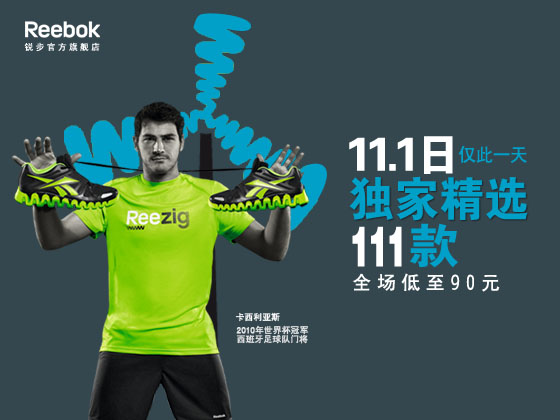 Reebok
锐步官方旗舰店
11.1日 仅此一天
独家精选
111款
全场低至90元
Reezig
卡西利亚斯
2010年世界杯冠军
西班牙足球队门将